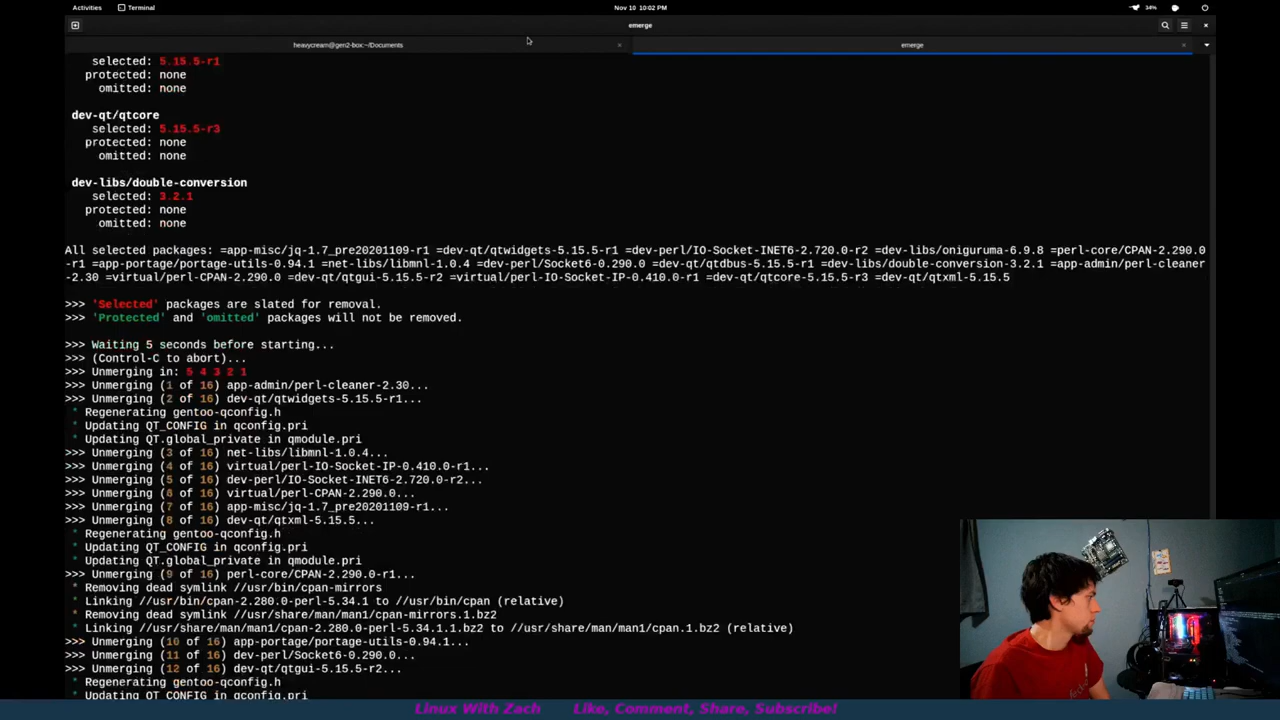 Activities
Terminal
Nov 10 10:02 PM
34%
emerge
heavycream@gen2-box:~/Documents
emerge
selected: 5.15.5-r1
protected: none
omitted: none
dev-qt/qtcore
selected: 5.15.5-r3
protected: none
omitted: none
dev-libs/double-conversion
selected: 3.2.1
protected: none
omitted: none
All selected packages: =app-misc/jq-1.7_pre20201109-r1 =dev-qt/qtwidgets-5.15.5-r1 =dev-perl/IO-Socket-INET6-2.720.0-r2 =dev-libs/oniguruma-6.9.8 =perl-core/CPAN-2.290.0
-r1 =app-portage/portage-utils-0.94.1 =net-libs/libmnl-1.0.4 =dev-perl/Socket6-0.290.0 =dev-qt/qtdbus-5.15.5-r1 =dev-libs/double-conversion-3.2.1 =app-admin/perl-cleaner
-2.30 =virtual/perl-CPAN-2.290.0 =dev-qt/qtgui-5.15.5-r2 =virtual/perl-IO-Socket-IP-0.410.0-r1 =dev-qt/qtcore-5.15.5-r3 =dev-qt/qtxml-5.15.5
>>> 'Selected' packages are slated for removal.
>>> 'Protected' and 'omitted' packages will not be removed.
>>> Waiting 5 seconds before starting...
>>> (Control-C to abort)...
>>> Unmerging in: 5 4 3 2 1
>>> Unmerging (1 of 16) app-admin/perl-cleaner-2.30...
>>> Unmerging (2 of 16) dev-qt/qtwidgets-5.15.5-r1...
* Regenerating gentoo-qconfig.h
* Updating QT_CONFIG in qconfig.pri
* Updating QT.global_private in qmodule.pri
>>> Unmerging (3 of 16) net-libs/libmnl-1.0.4...
>>> Unmerging (4 of 16) virtual/perl-IO-Socket-IP-0.410.0-r1...
>>> Unmerging (5 of 16) dev-perl/IO-Socket-INET6-2.720.0-r2...
>>> Unmerging (6 of 16) virtual/perl-CPAN-2.290.0...
>>> Unmerging (7 of 16) app-misc/jq-1.7_pre20201109-r1...
>>> Unmerging (8 of 16) dev-qt/qtxml-5.15.5...
* Regenerating gentoo-qconfig.h
* Updating QT_CONFIG in qconfig.pri
* Updating QT.global_private in qmodule.pri
>>> Unmerging (9 of 16) perl-core/CPAN-2.290.0-r1...
* Removing dead symlink //usr/bin/cpan-mirrors
* Linking //usr/bin/cpan-2.280.0-perl-5.34.1 to //usr/bin/cpan (relative)
* Removing dead symlink //usr/share/man/man1/cpan-mirrors.1.bz2
* Linking //usr/share/man/man1/cpan-2.280.0-perl-5.34.1.1.bz2 to //usr/share/man/man1/cpan.1.bz2 (relative)
>>> Unmerging (10 of 16) app-portage/portage-utils-0.94.1...
>>> Unmerging (11 of 16) dev-perl/Socket6-0.290.0...
>>> Unmerging (12 of 16) dev-qt/qtgui-5.15.5-r2...
* Regenerating gentoo-qconfig.h
* Updating QT_CONFIG in qconfig.pri
Linux With Zach Like, Comment, Share, Subscribe!